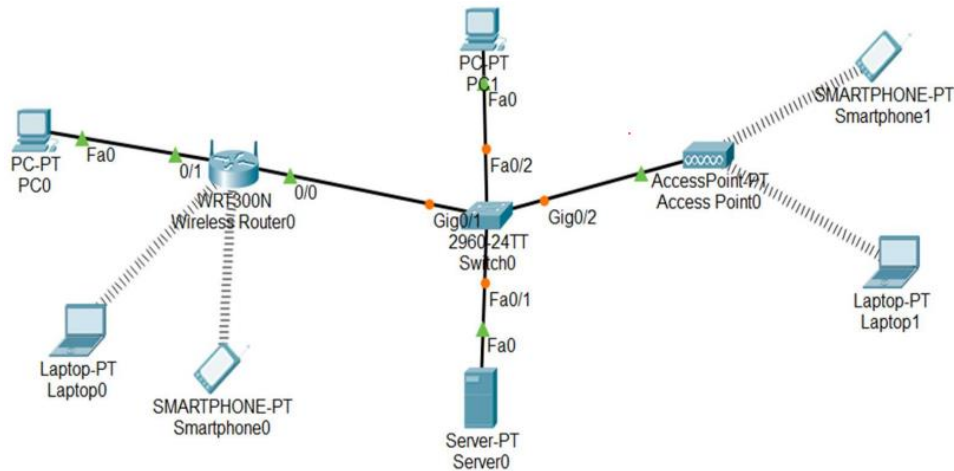 PC-PT
PC1
Fa0
SMARTPHONE-PT
Smartphone1
PC-PT
PC0
Fa0
0/1
WRT300N
Wireless Router0
0/0
Fa0/2
Gig0/1
2960-24TT
Switch0
Gig0/2
AccessPoint-PT
Access Point0
Fa0/1
Fa0
Laptop-PT
Laptop1
Laptop-PT
Laptop0
SMARTPHONE-PT
Smartphone0
Server-PT
Server0